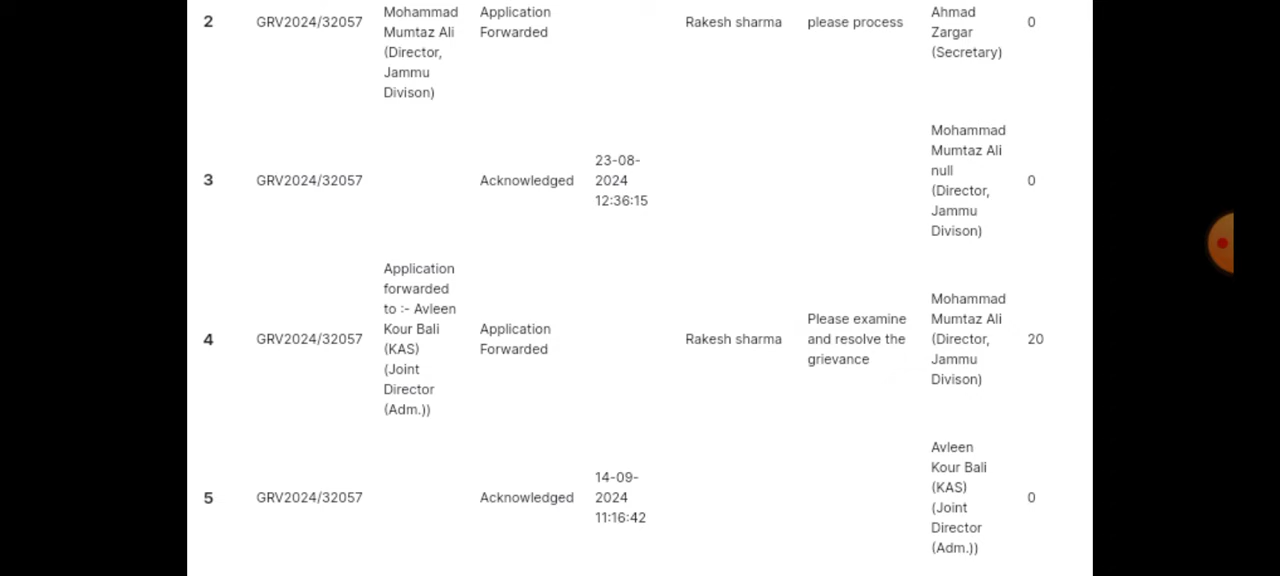 2 GRV2024/32057 Mohammad Mumtaz Ali (Director, Jammu Divison) Application Forwarded Rakesh sharma please process Ahmad Zargar (Secretary) 0
3 GRV2024/32057 Acknowledged 23-08-2024 12:36:15 Mohammad Mumtaz Ali null (Director, Jammu Divison) 0
4 GRV2024/32057 Application forwarded to :- Avleen Kour Bali (KAS) (Joint Director (Adm.)) Application Forwarded Rakesh sharma Please examine and resolve the grievance Mohammad Mumtaz Ali (Director, Jammu Divison) 20
5 GRV2024/32057 Acknowledged 14-09-2024 11:16:42 Avleen Kour Bali (KAS) (Joint Director (Adm.)) 0